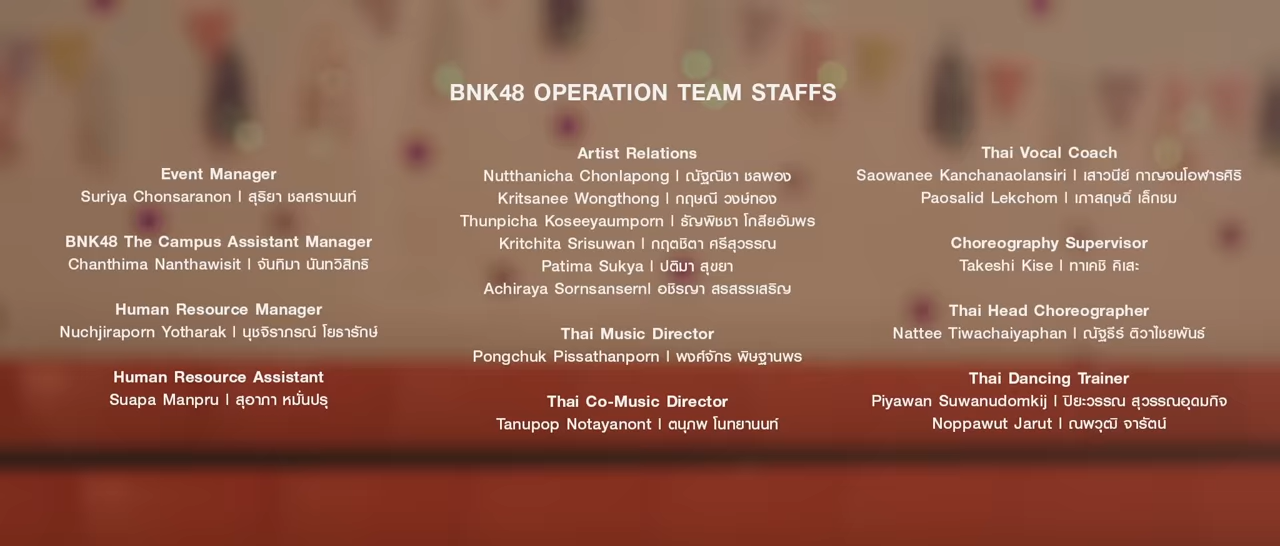 BNK48 OPERATION TEAM STAFFS
Event Manager
Suriya Chonsaranon | สุริยา ชลศรานนท์
BNK48 The Campus Assistant Manager
Chanthima Nanthawisit | จันทิมา นันทวิสิทธิ
Human Resource Manager
Nuchjiraporn Yotharak | นุชจิราภรณ์ โยธารักษ์
Human Resource Assistant
Suapa Manpru | สุอาภา หมั่นปรุ
Artist Relations
Nutthanicha Chonlapong | ณัฐณิชา ชลพอง
Kritsanee Wongthong | กฤษณี วงษ์ทอง
Thunpicha Koseeyaumporn | ธัญพิชชา โกสียอัมพร
Kritchita Srisuwan | กฤตชิตา ศรีสุวรรณ
Patima Sukya | ปติมา สุขยา
Achiraya Sornsansern| อชิรญา สรสรรเสริญ
Thai Music Director
Pongchuk Pissathanporn | พงศ์จักร พิษฐานพร
Thai Co-Music Director
Tanupop Notayanont | ตนุภพ โนทยานนท์
Thai Vocal Coach
Saowanee Kanchanaolansiri | เสาวนีย์ กาญจนโอฬารศิริ
Paosalid Lekchom | เภาสฤษดิ์ เล็กชม
Choreography Supervisor
Takeshi Kise | ทาเคชิ คิเสะ
Thai Head Choreographer
Nattee Tiwachaiyaphan | ณัฐธีร์ ติวาไชยพันธ์
Thai Dancing Trainer
Piyawan Suwanudomkij | ปิยะวรรณ สุวรรณอุดมกิจ
Noppawut Jarut | ณพวุฒิ จารัตน์